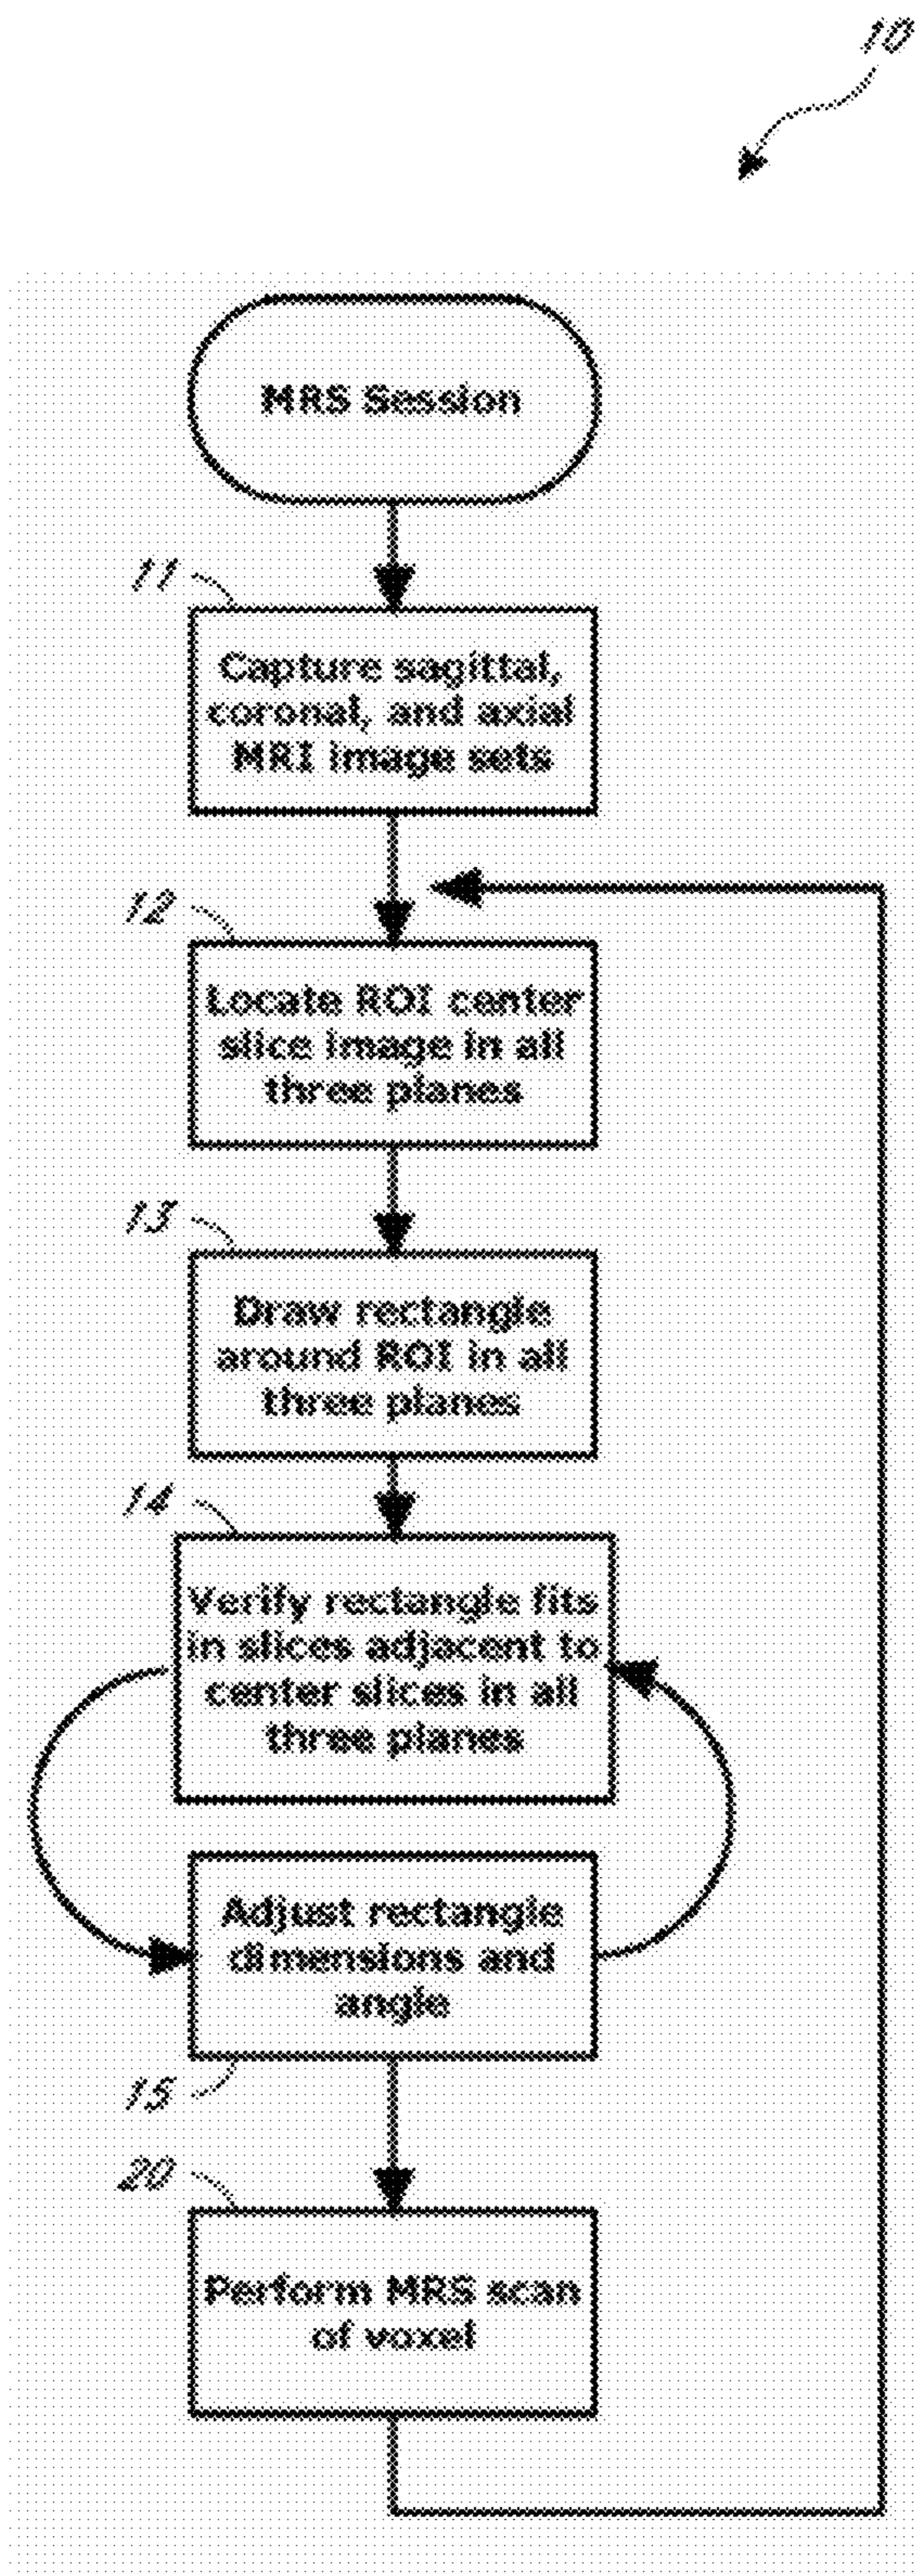 10
MRS Session
11
Capture sagittal,
coronal, and axial
MRI image sets
12
Locate ROI center
slice image in all
three planes
13
Draw rectangle
around ROI in all
three planes
14
Verify rectangle fits
in slices adjacent to
center slices in all
three planes
Adjust rectangle
dimensions and
angle
15
20
Perform MRS scan
of voxel